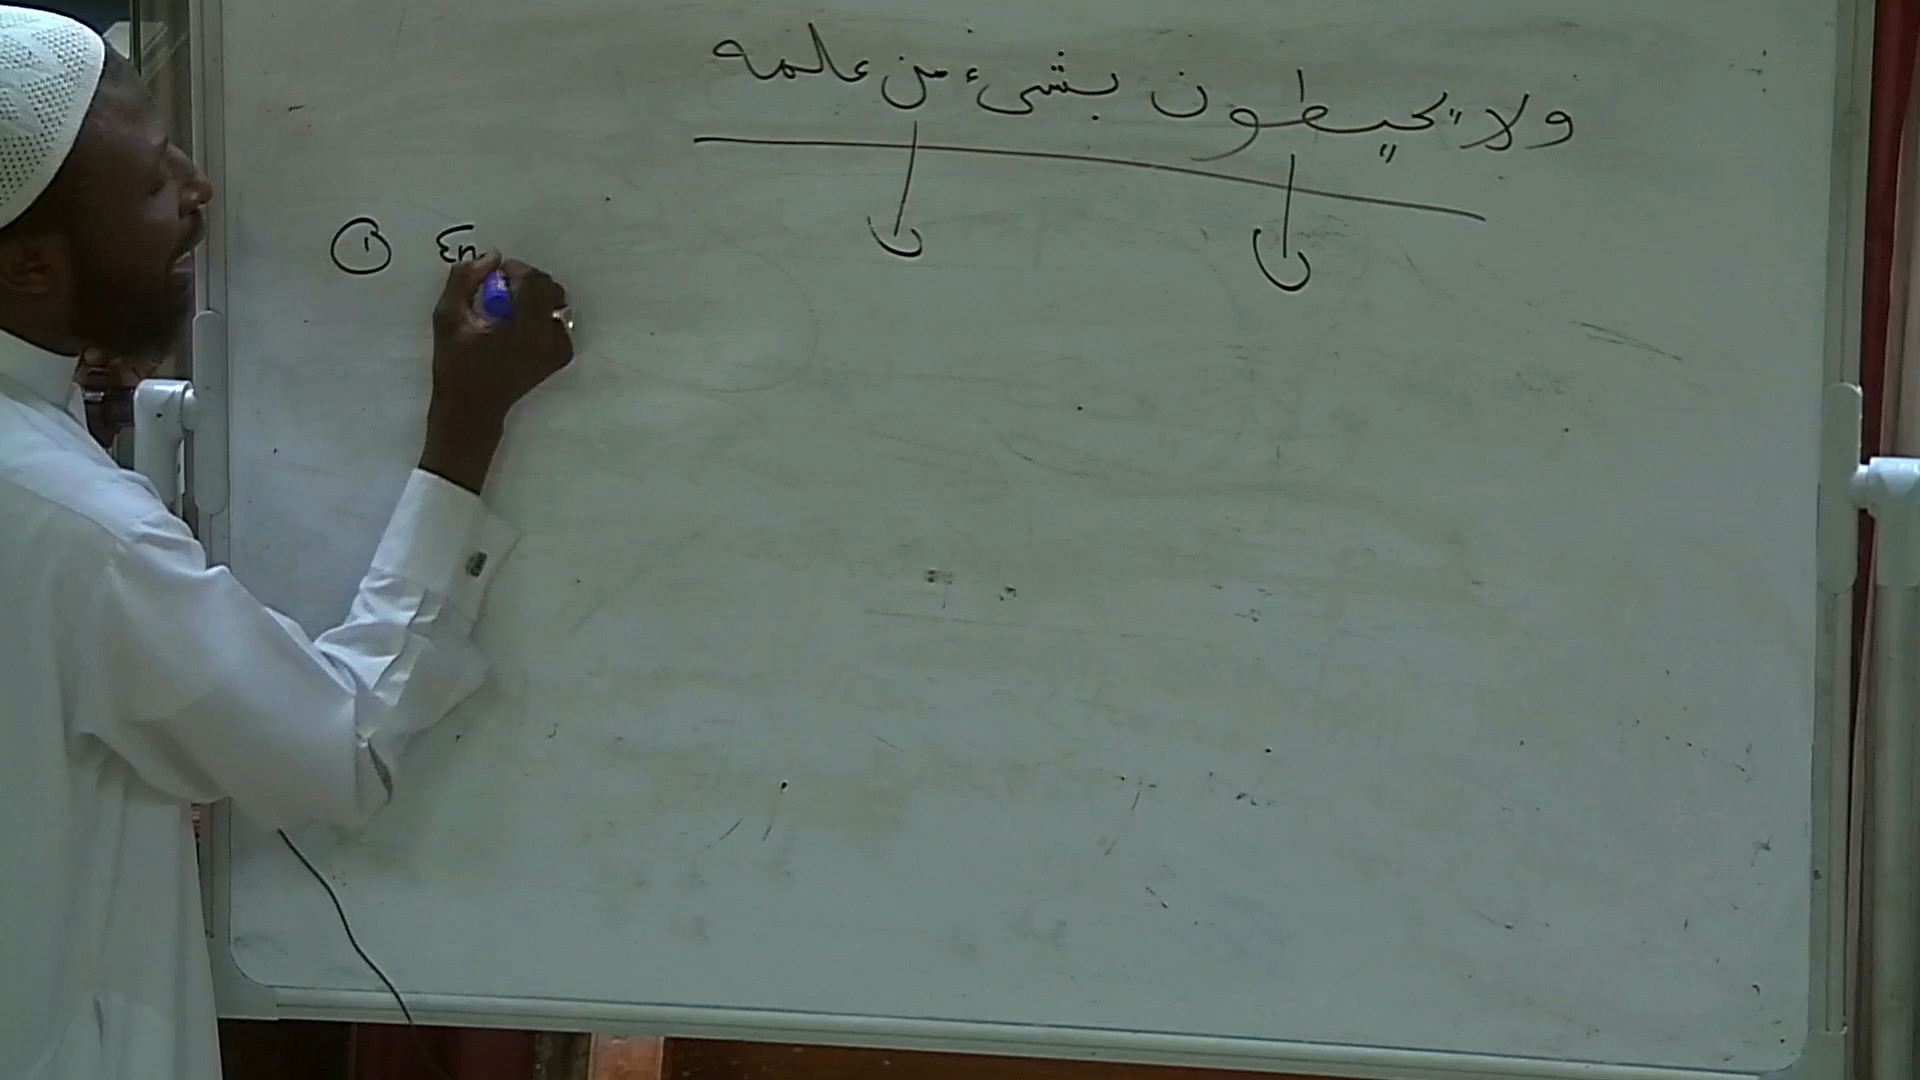 ولا يحيطون بشيء من علمه
ن ن
① En